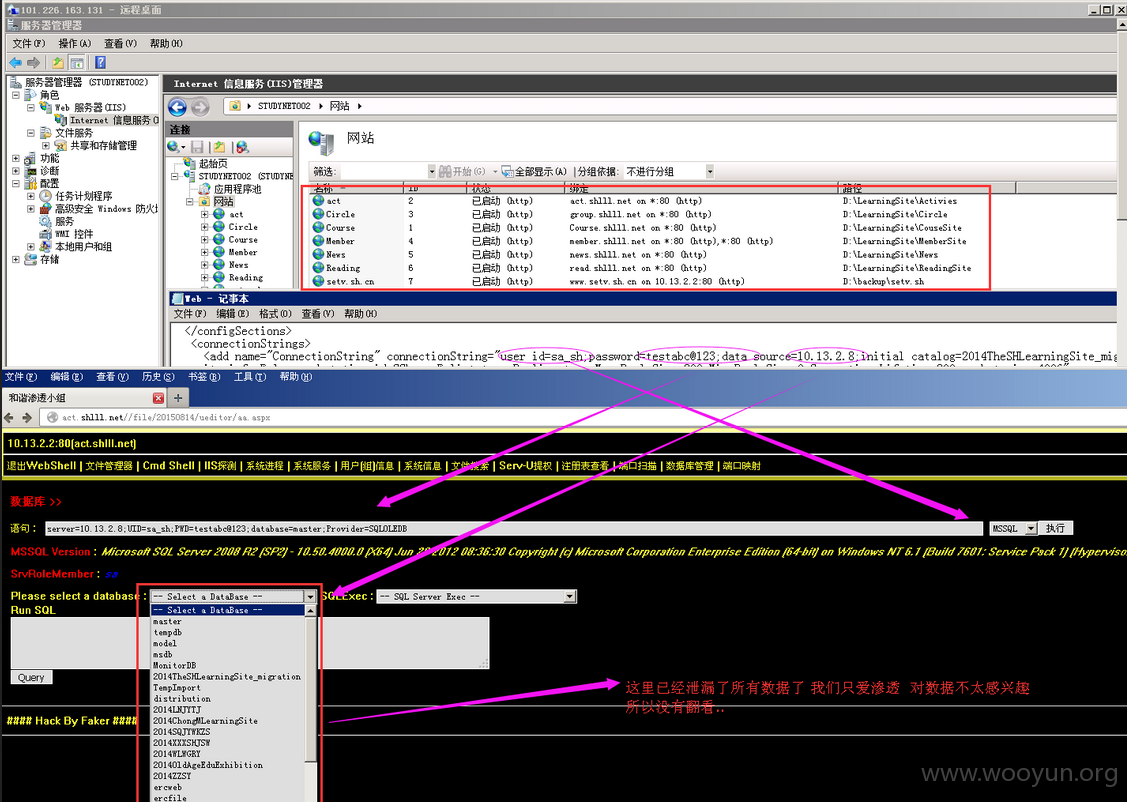 101.226.163.131 - 远程桌面
服务器管理器
文件(F) 操作(A) 查看(V) 帮助(H)
服务器管理器 (STUDYNET002)
角色
Web 服务器(IIS)
Internet 信息服务(I
文件服务
共享和存储管理
功能
诊断
配置
任务计划程序
高级安全 Windows 防火墙
服务
WMI 控件
本地用户和组
存储
Internet 信息服务(IIS)管理器
STUDYNET002 网站
连接
起始页
STUDYNET002 (STUDYNET
应用程序池
网站
act
Circle
Course
Member
News
Reading
网站
筛选: 开始(G) 全部显示(A) 分组依据: 不进行分组
名称 ID 状态 绑定 路径
act 2 已启动 (http) act.shlll.net on *:80 (http) D:\LearningSite\Activies
Circle 3 已启动 (http) group.shlll.net on *:80 (http) D:\LearningSite\Circle
Course 1 已启动 (http) Course.shlll.net on *:80 (http) D:\LearningSite\CouseSite
Member 4 已启动 (http) member.shlll.net on *:80 (http),*:80 (http) D:\LearningSite\MemberSite
News 5 已启动 (http) news.shlll.net on *:80 (http) D:\LearningSite\News
Reading 6 已启动 (http) read.shlll.net on *:80 (http) D:\LearningSite\ReadingSite
setv.sh.cn 7 已启动 (http) www.setv.sh.cn on 10.13.2.2:80 (http) D:\backup\setv.sh
Web - 记事本
文件(F) 编辑(E) 格式(O) 查看(V) 帮助(H)
</configSections>
<connectionStrings>
<add name="ConnectionString" connectionString="user id=sa_sh;password=testabc@123;data source=10.13.2.8;initial catalog=2014TheSHLearningSite_mig
文件(F) 编辑(E) 查看(V) 历史(S) 书签(B) 工具(T) 帮助(H)
和谐渗透小组
act.shlll.net//file/20150814/ueditor/aa.aspx
10.13.2.2:80(act.shlll.net)
退出WebShell | 文件管理器 | Cmd Shell | IIS探测 | 系统进程 | 系统服务 | 用户(组)信息 | 系统信息 | 文件搜索 | Serv-U提权 | 注册表查看 | 端口扫描 | 数据库管理 | 端口映射
数据库 >>
语句: server=10.13.2.8;UID=sa_sh;PWD=testabc@123;database=master;Provider=SQLOLEDB MSSQL 执行
MSSQL Version : Microsoft SQL Server 2008 R2 (SP2) - 10.50.4000.0 (X64) Jun 28 2012 08:36:30 Copyright (c) Microsoft Corporation Enterprise Edition (64-bit) on Windows NT 6.1 (Build 7601: Service Pack 1) (Hyperviso
SrvRoleMember : sa
Please select a database : -- Select a DataBase -- SQLExec : -- SQL Server Exec --
Run SQL
-- Select a DataBase --
master
tempdb
model
msdb
MonitorDB
2014TheSHLearningSite_migration
TempImport
distribution
2014LNJYTJ
2014ChongMLearningSite
2014SQJYWKZS
2014XXXSHJSW
2014WLWGRY
2014OldAgeEduExhibition
2014ZZSY
ercweb
ercfile
Query
这里已经泄漏了所有数据了 我们只爱渗透 对数据不太感兴趣
所以没有翻看..
#### Hack By Faker ####
www.wooyun.org